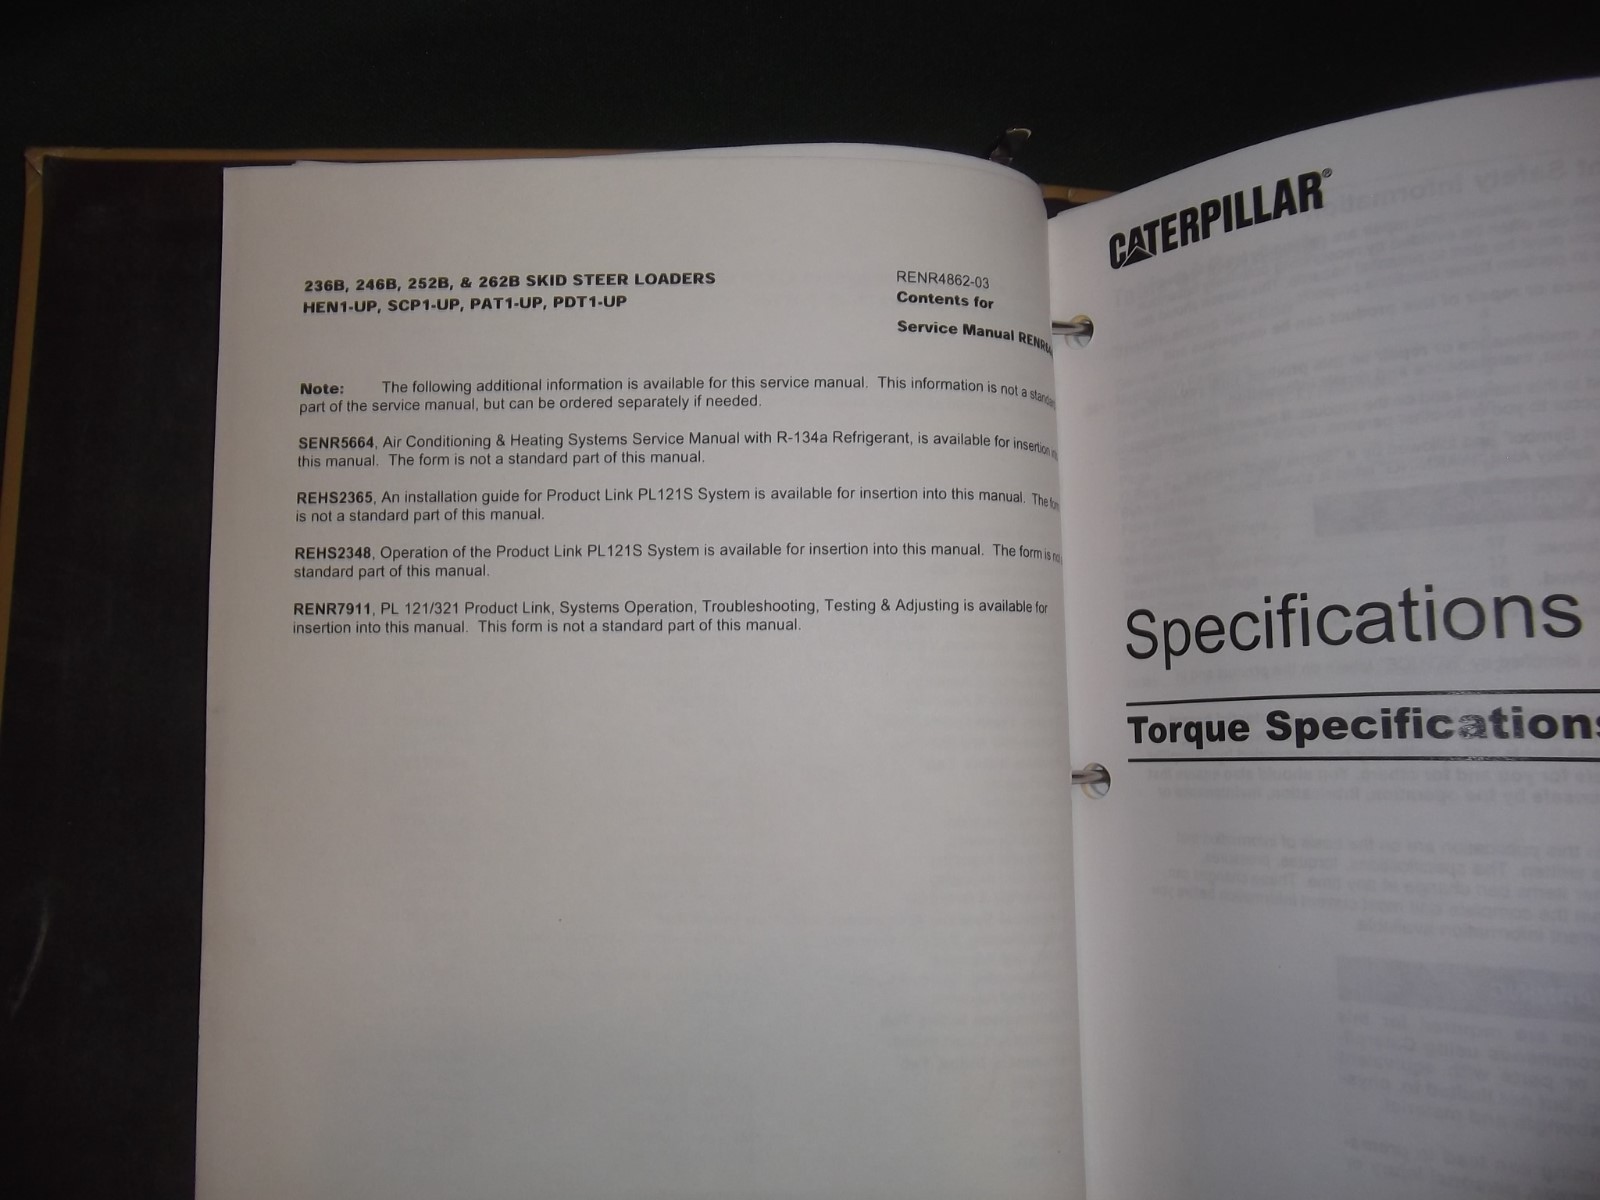 236B, 246B, 252B, & 262B SKID STEER LOADERS
HEN1-UP, SCP1-UP, PAT1-UP, PDT1-UP
RENR4862-03
Contents for
Service Manual
Note: The following additional information is available for this service manual. This information is not a
part of the service manual, but can be ordered separately if needed.
SENR5664, Air Conditioning & Heating Systems Service Manual with R-134a Refrigerant, is available for insertion
this manual. The form is not a standard part of this manual.
REHS2365, An installation guide for Product Link PL121S System is available for insertion into this manual. The
is not a standard part of this manual.
REHS2348, Operation of the Product Link PL121S System is available for insertion into this manual. The form is
standard part of this manual.
RENR7911, PL 121/321 Product Link, Systems Operation, Troubleshooting, Testing & Adjusting is available for
insertion into this manual. This form is not a standard part of this manual.
CATERPILLAR®
Specifications
Torque Specifications